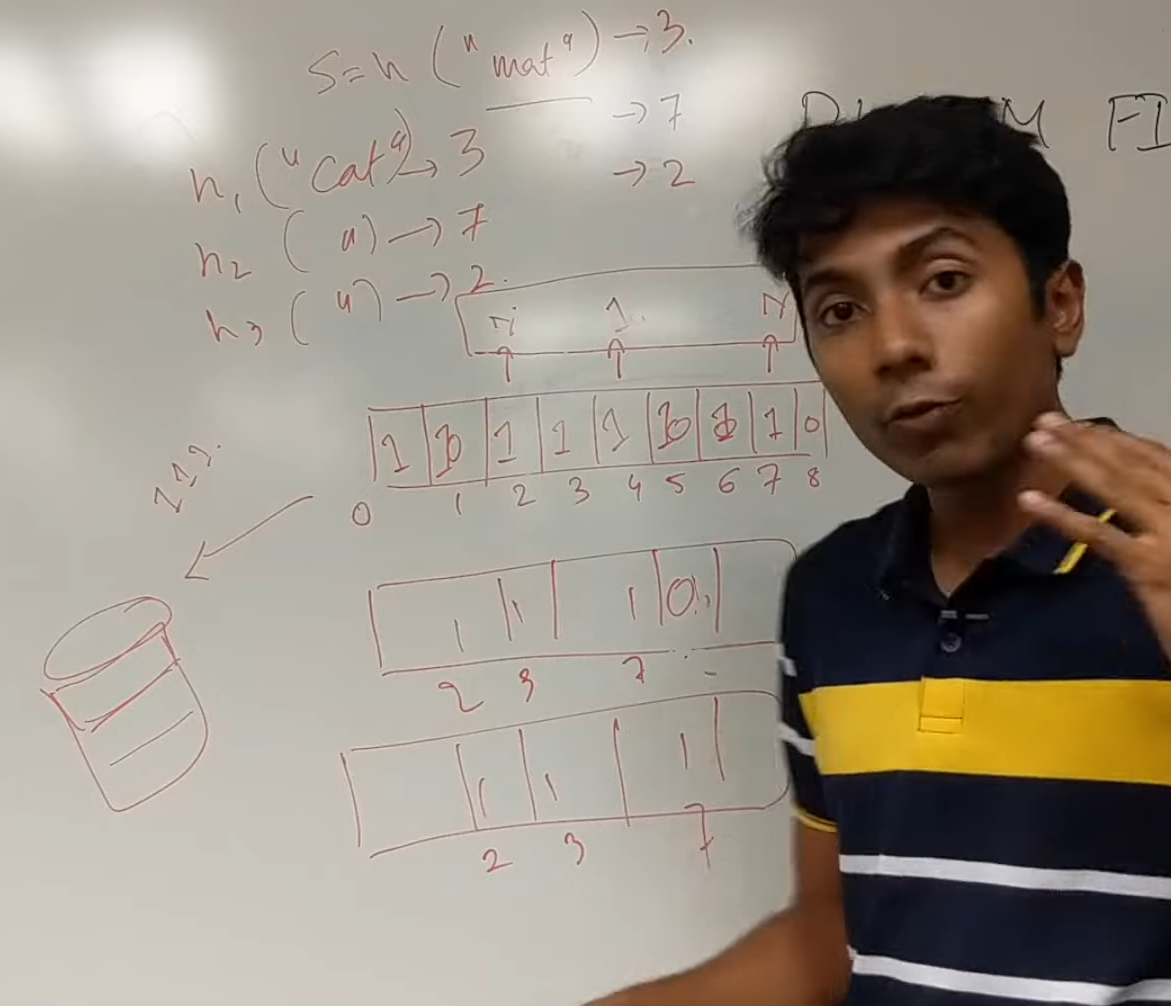 S=h ("mat") → 3.
→ 7
→ 2
M FI
h₁ ("cat") → 3
h₂ ( " ) → 7
h₃ ( " ) → 2.
1
1 1 1 1 0
0 1 2 3 4 5 6 7 8
1 1 1 0
2 3 7
1 1 1
2 3 7